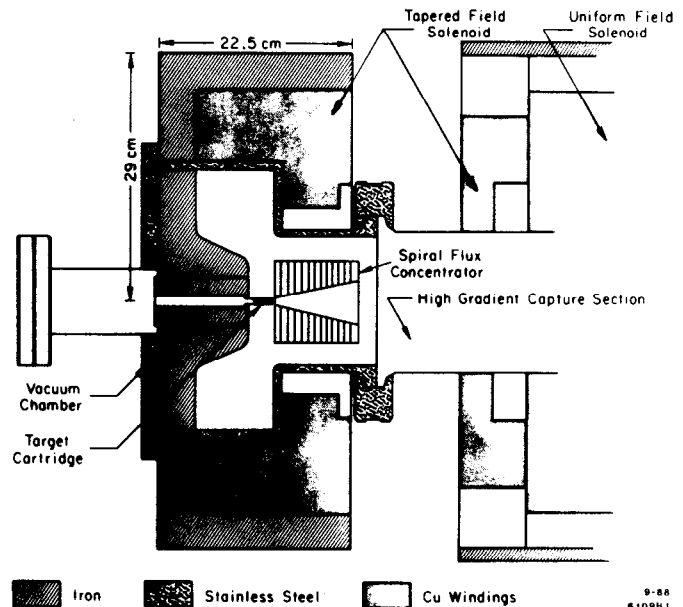 Tapered Field
Solenoid
Uniform Field
Solenoid
22.5 cm
29 cm
Spiral Flux
Concentrator
High Gradient Capture Section
Vacuum
Chamber
Target
Cartridge
Iron
Stainless Steel
Cu Windings
9-88